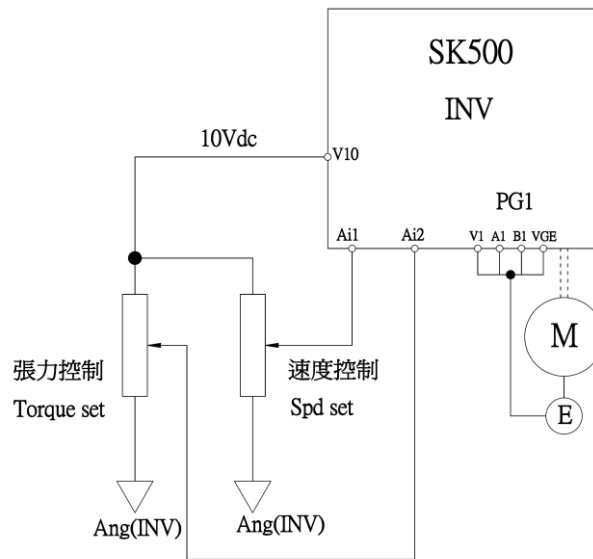 SK500
INV
10Vdc
V10
PG1
Ai1
Ai2
V1
A1
B1
VGE
M
張力控制
Torque set
速度控制
Spd set
E
Ang(INV)
Ang(INV)